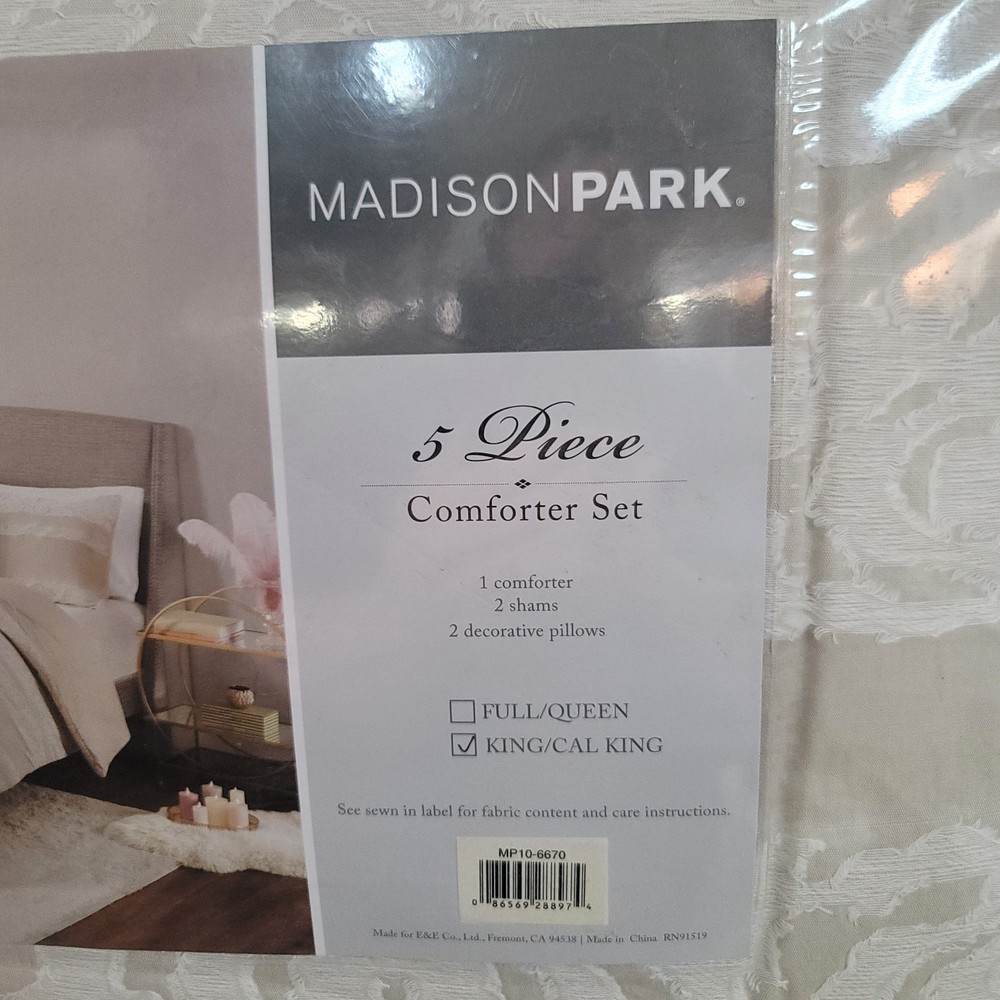 MADISONPARK®
5 Piece
Comforter Set
1 comforter
2 shams
2 decorative pillows
FULL/QUEEN
KING/CAL KING
See sewn in label for fabric content and care instructions.
MP10-6670
0 86569 28897 4
Made for E&E Co., Ltd., Fremont, CA 94538 | Made in China RN91519